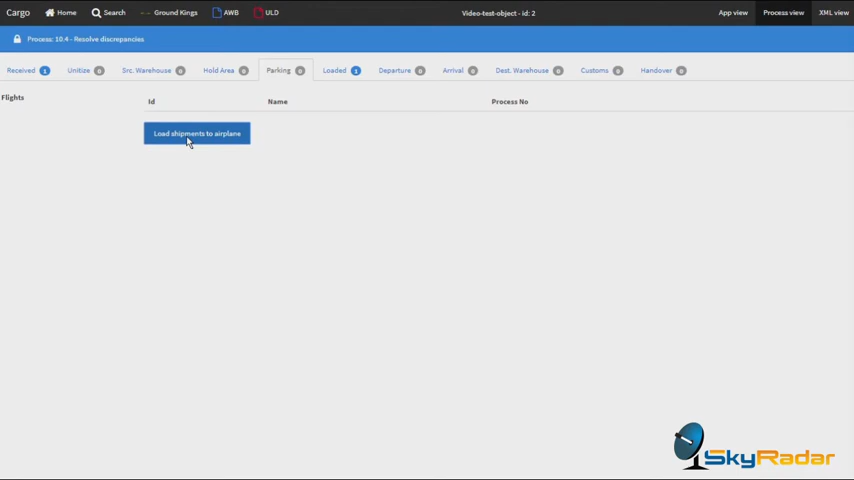 Cargo Home Search Ground Kings AWB ULD Video-test-object - id: 2 App view Process view XML view
Process: 10.4 - Resolve discrepancies
Received 1 Unitize 0 Src. Warehouse 0 Hold Area 0 Parking 0 Loaded 1 Departure 0 Arrival 0 Dest. Warehouse 0 Customs 0 Handover 0
Flights Id Name Process No
Load shipments to airplane
SkyRadar